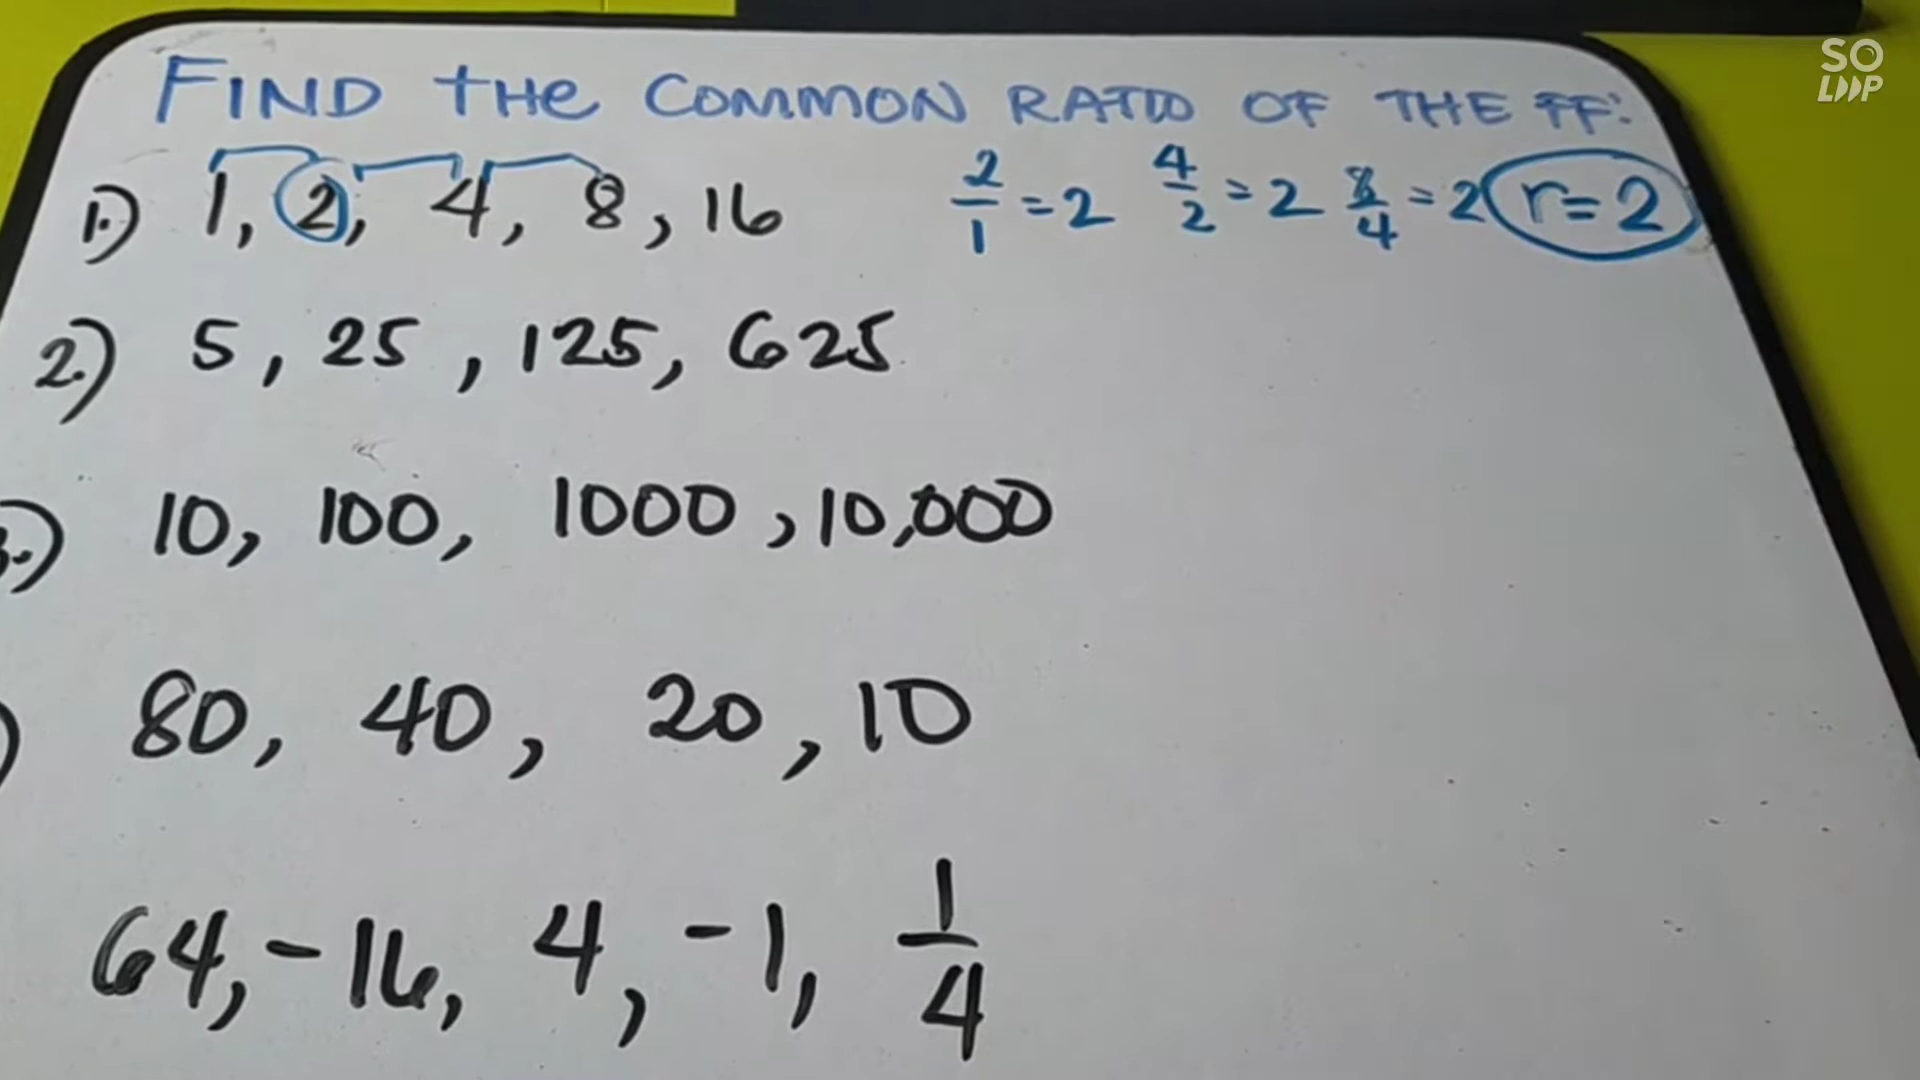 SO
LOOP
FIND THE COMMON RATIO OF THE FF:
1.) 1, 2, 4, 8, 16 2/1 = 2 4/2 = 2 8/4 = 2 r = 2
2.) 5, 25, 125, 625
3.) 10, 100, 1000, 10,000
) 80, 40, 20, 10
64, -16, 4, -1, 1/4